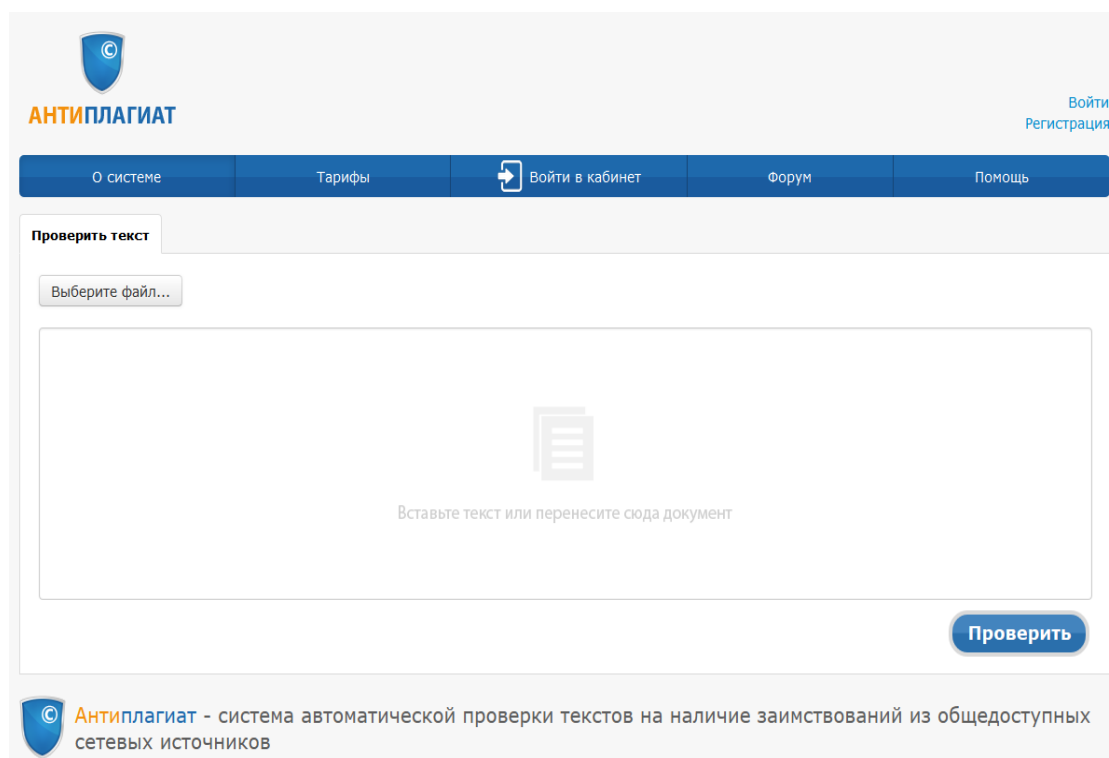 ©
АНТИПЛАГИАТ
Войти
Регистрация
О системе
Тарифы
Войти в кабинет
Форум
Помощь
Проверить текст
Выберите файл...
Вставьте текст или перенесите сюда документ
Проверить
©
Антиплагиат - система автоматической проверки текстов на наличие заимствований из общедоступных
сетевых источников